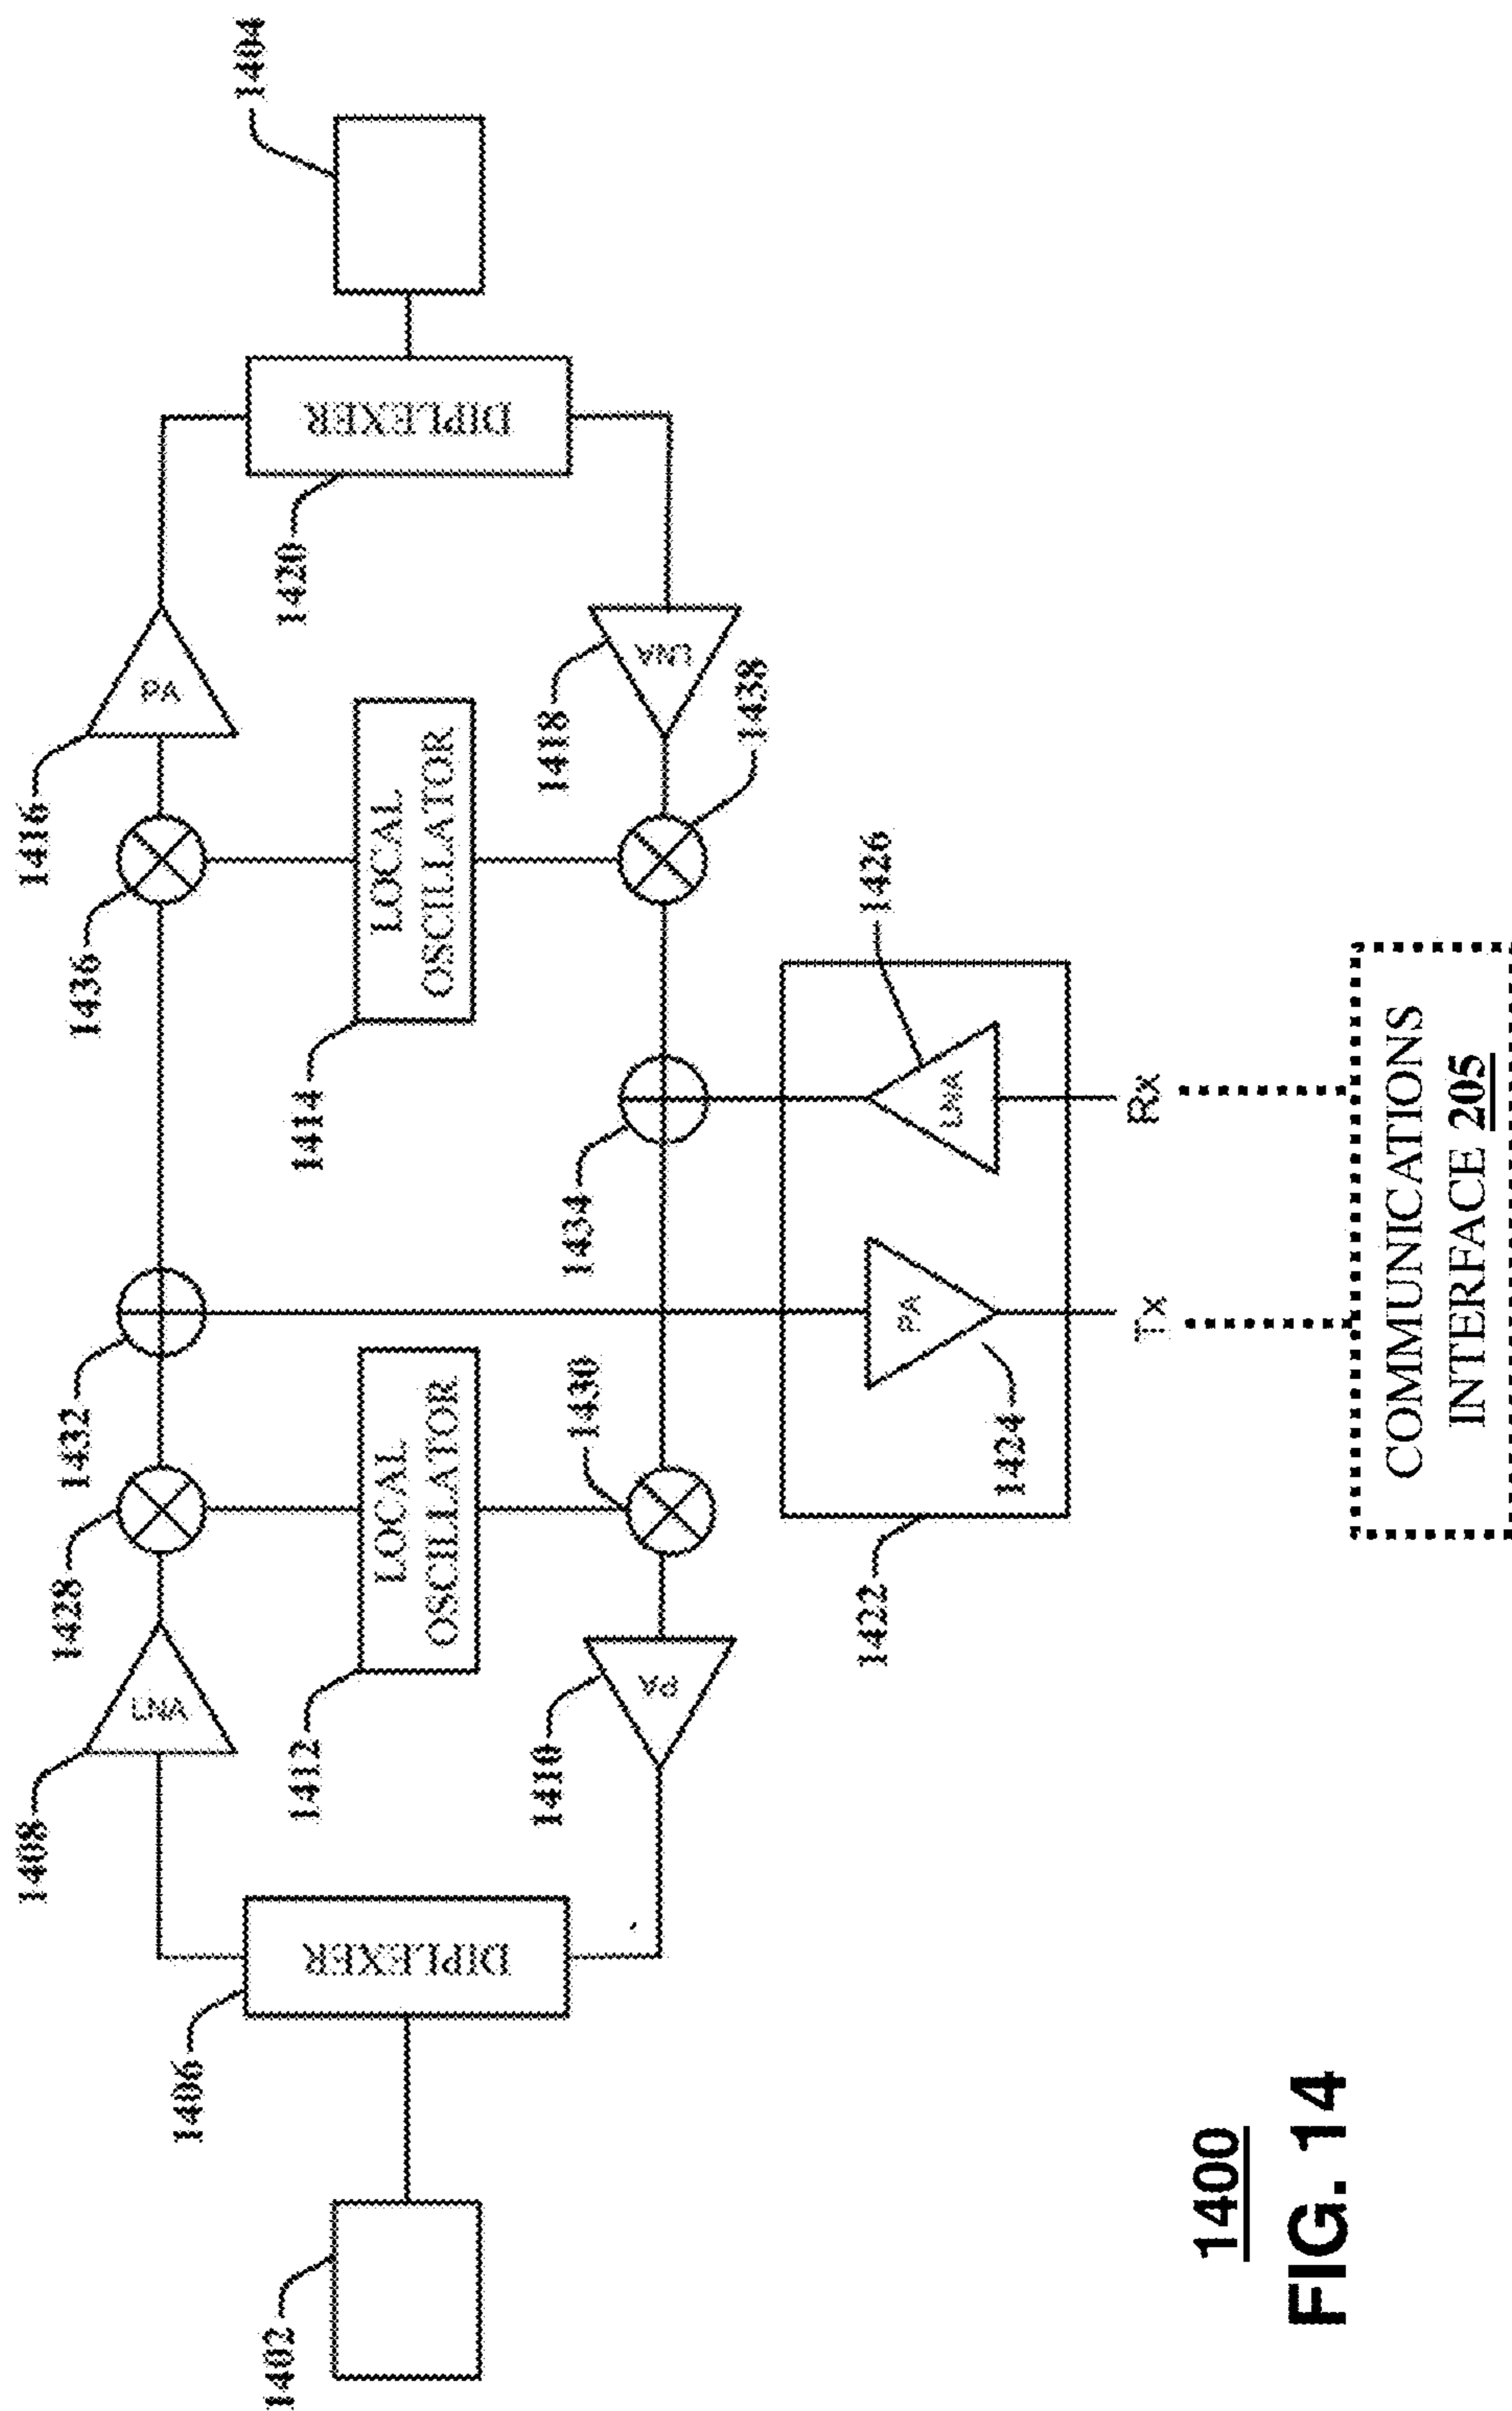 1404
1416
PA
1436
DIPLEXER
1420
LOCAL
OSCILLATOR
1414
LNA
1418
1438
1432
1434
LNA
1426
Rx
1428
LOCAL
OSCILLATOR
1412
1430
PA
1424
Tx
1422
COMMUNICATIONS
INTERFACE 205
1408
LNA
PA
1410
DIPLEXER
1406
1402
1400
FIG. 14